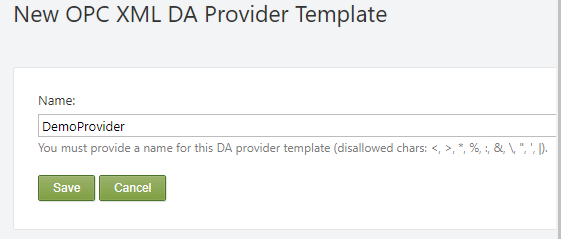 New OPC XML DA Provider Template
Name:
DemoProvider
You must provide a name for this DA provider template (disallowed chars: <, >, *, %, :, &, \, ", ', |).
Save Cancel